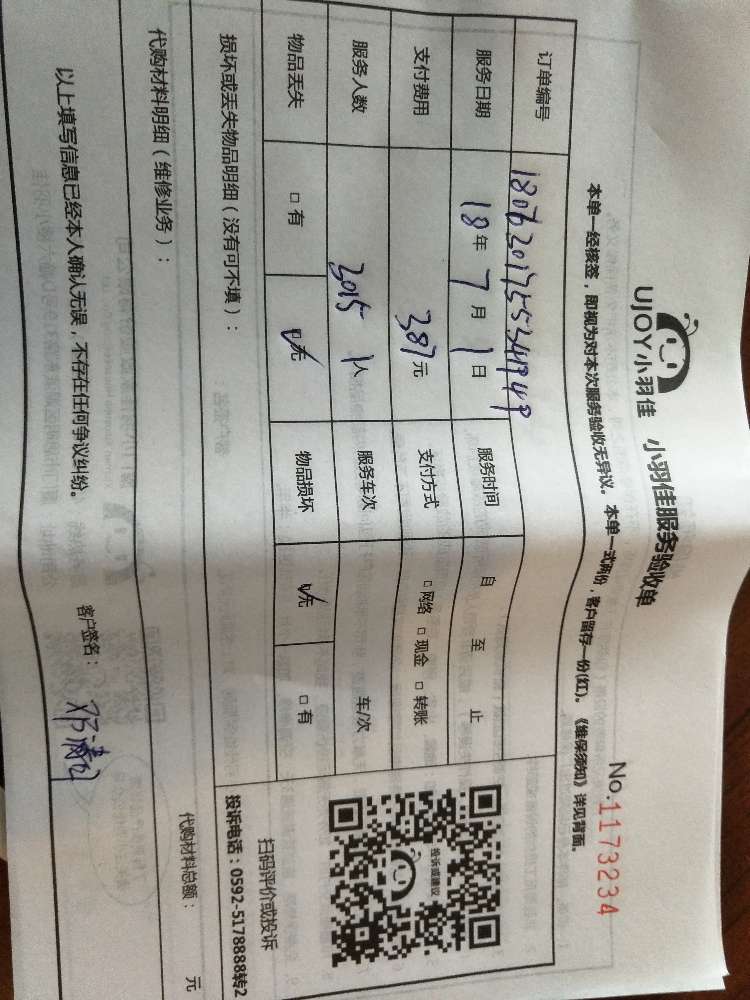 UJOY小羽佳 小羽佳服务验收单
No.1173234
本单一经核签，即视为对本次服务验收无异议。本单一式两份，客户留存一份(红)。《维保须知》详见背面。
订单编号
服务日期 18年7月1日 服务时间 自 至 止
支付费用 387元 支付方式 □网络 □现金 □转账
服务人数 3015 1人 服务车次 车/次
物品丢失 □有 □无 物品损坏 □无 □有
投诉或建议
扫码评价或投诉
投诉电话：0592-5178888转2
损坏或丢失物品明细（没有可不填）：
代购材料明细（维修业务）：
代购材料总额： 元
以上填写信息已经本人确认无误，不存在任何争议纠纷。
客户签名：